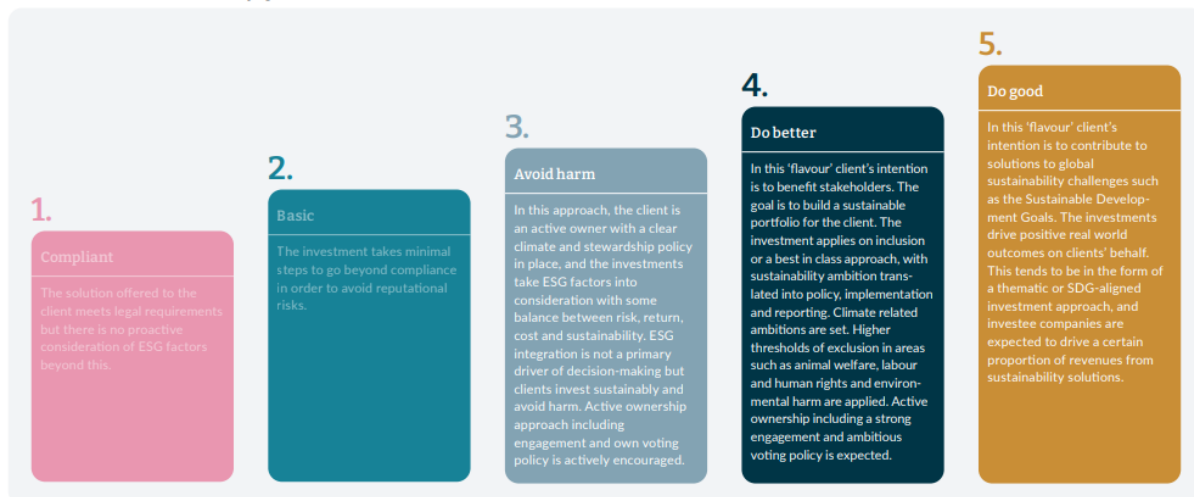 1.
Compliant
The solution offered to the
client meets legal requirements
but there is no proactive
consideration of ESG factors
beyond this.
2.
Basic
The investment takes minimal
steps to go beyond compliance
in order to avoid reputational
risks.
3.
Avoid harm
In this approach, the client is
an active owner with a clear
climate and stewardship policy
in place, and the investments
take ESG factors into
consideration with some
balance between risk, return,
cost and sustainability. ESG
integration is not a primary
driver of decision-making but
clients invest sustainably and
avoid harm. Active ownership
approach including
engagement and own voting
policy is actively encouraged.
4.
Do better
In this ‘flavour’ client’s intention
is to benefit stakeholders. The
goal is to build a sustainable
portfolio for the client. The
investment applies on inclusion
or a best in class approach, with
sustainability ambition trans-
lated into policy, implementation
and reporting. Climate related
ambitions are set. Higher
thresholds of exclusion in areas
such as animal welfare, labour
and human rights and environ-
mental harm are applied. Active
ownership including a strong
engagement and ambitious
voting policy is expected.
5.
Do good
In this ‘flavour’ client’s
intention is to contribute to
solutions to global
sustainability challenges such
as the Sustainable Develop-
ment Goals. The investments
drive positive real world
outcomes on clients’ behalf.
This tends to be in the form of
a thematic or SDG-aligned
investment approach, and
investee companies are
expected to drive a certain
proportion of revenues from
sustainability solutions.